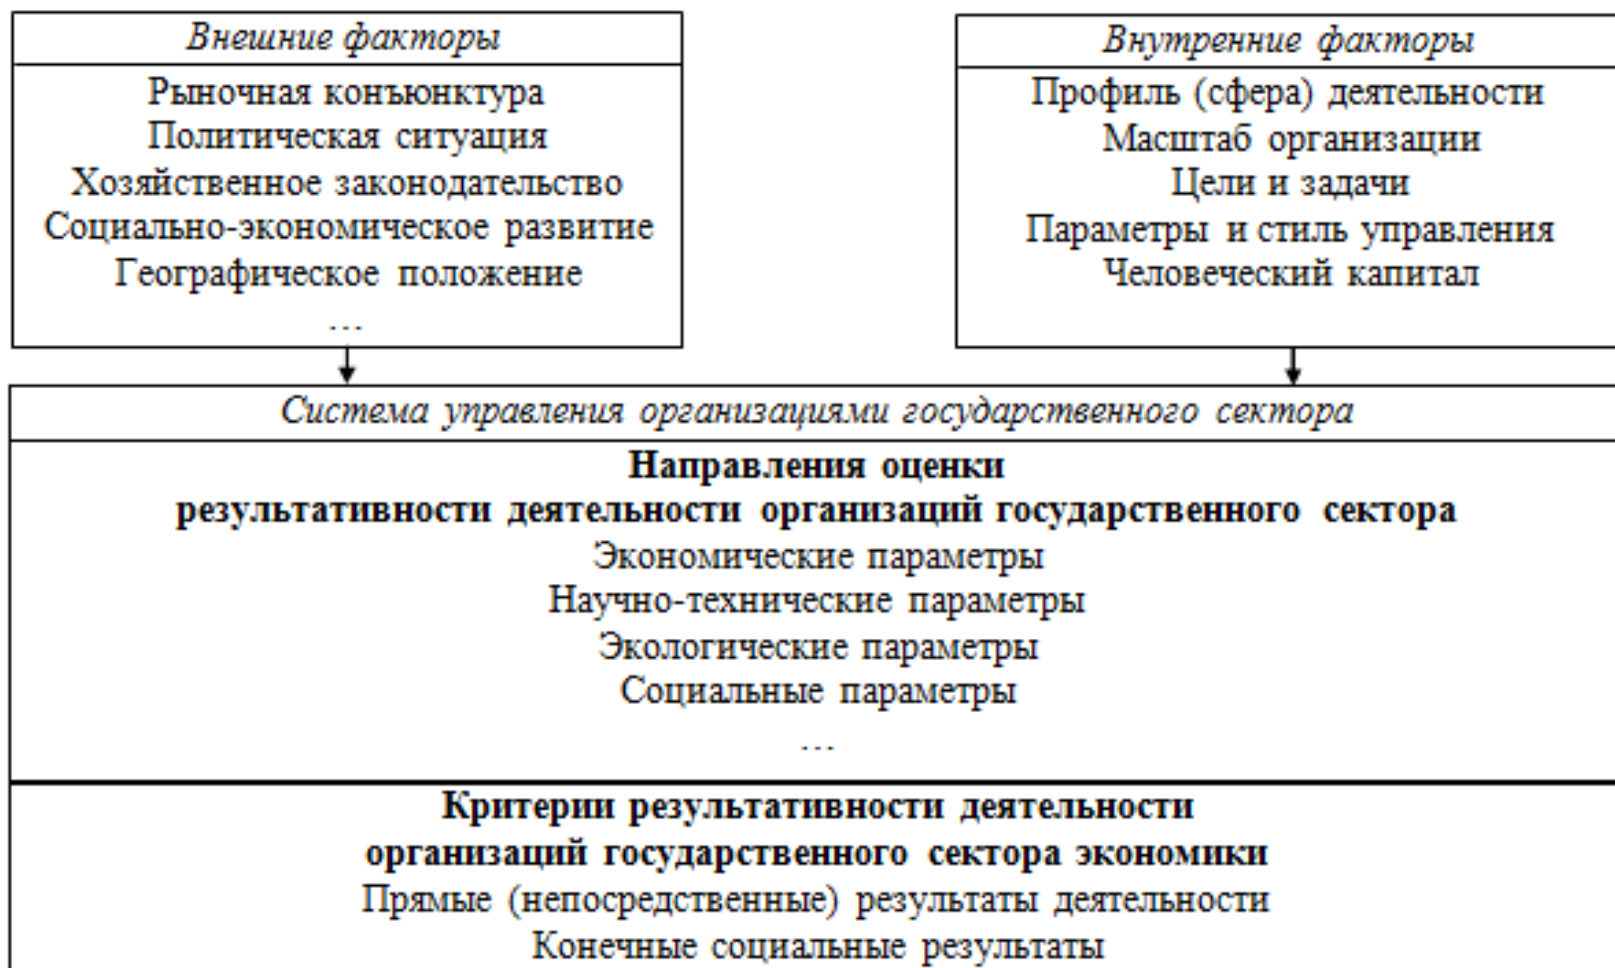 Внешние факторы
Рыночная конъюнктура
Политическая ситуация
Хозяйственное законодательство
Социально-экономическое развитие
Географическое положение
...
Внутренние факторы
Профиль (сфера) деятельности
Масштаб организации
Цели и задачи
Параметры и стиль управления
Человеческий капитал
Система управления организациями государственного сектора
Направления оценки
результативности деятельности организаций государственного сектора
Экономические параметры
Научно-технические параметры
Экологические параметры
Социальные параметры
...
Критерии результативности деятельности
организаций государственного сектора экономики
Прямые (непосредственные) результаты деятельности
Конечные социальные результаты